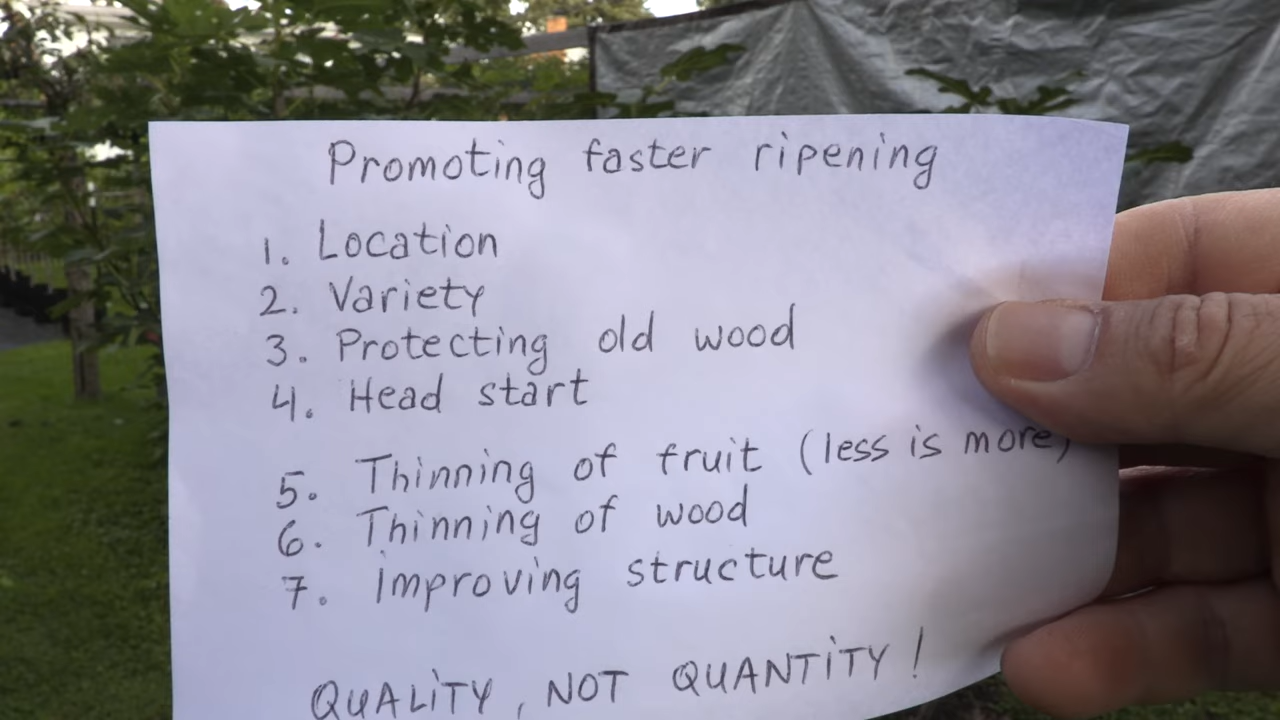 Promoting faster ripening
1. Location
2. Variety
3. Protecting old wood
4. Head start
5. Thinning of fruit (less is more)
6. Thinning of wood
7. Improving structure
QUALITY, NOT QUANTITY!